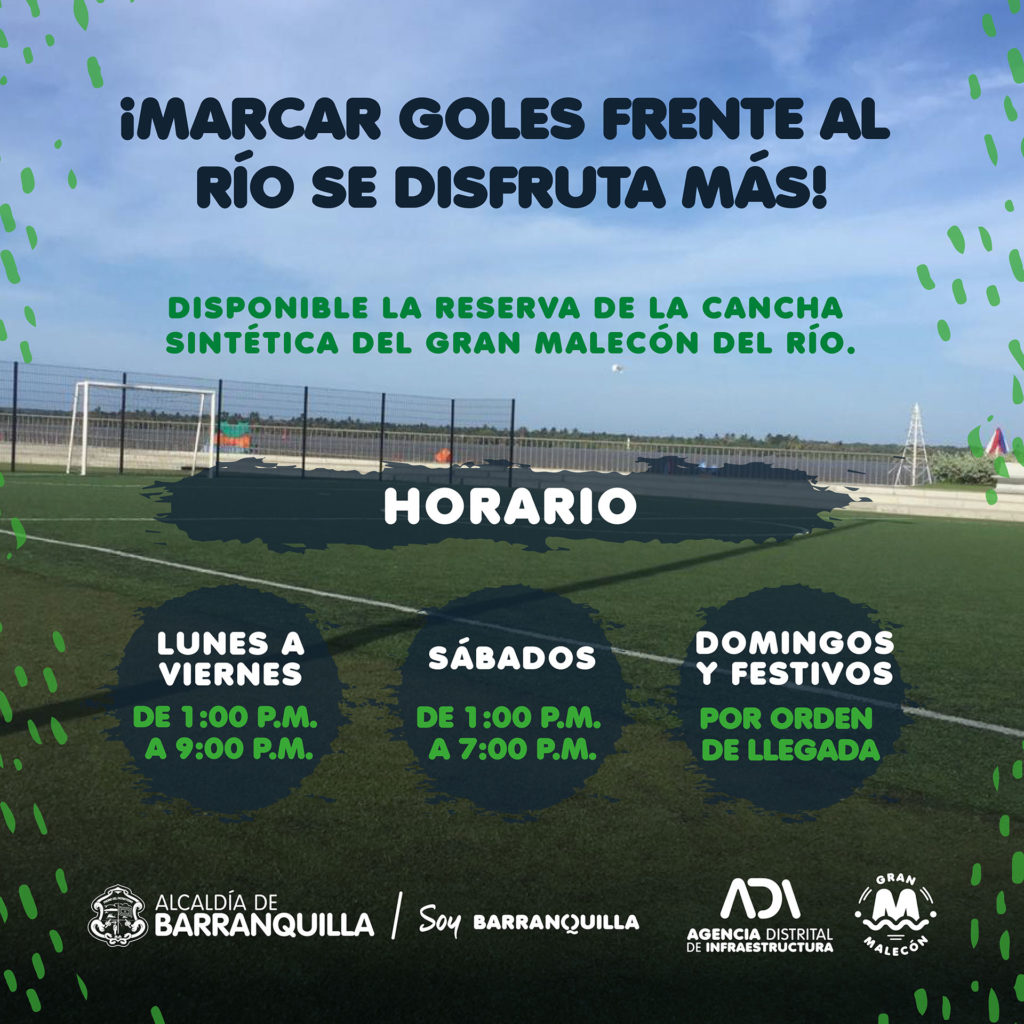 ¡MARCAR GOLES FRENTE AL
RÍO SE DISFRUTA MÁS!
DISPONIBLE LA RESERVA DE LA CANCHA
SINTÉTICA DEL GRAN MALECÓN DEL RÍO.
HORARIO
LUNES A
VIERNES
DE 1:00 P.M.
A 9:00 P.M.
SÁBADOS
DE 1:00 P.M.
A 7:00 P.M.
DOMINGOS
Y FESTIVOS
POR ORDEN
DE LLEGADA
ALCALDÍA DE
BARRANQUILLA
Soy BARRANQUILLA
ADI
AGENCIA DISTRITAL
DE INFRAESTRUCTURA
GRAN
M
MALECÓN